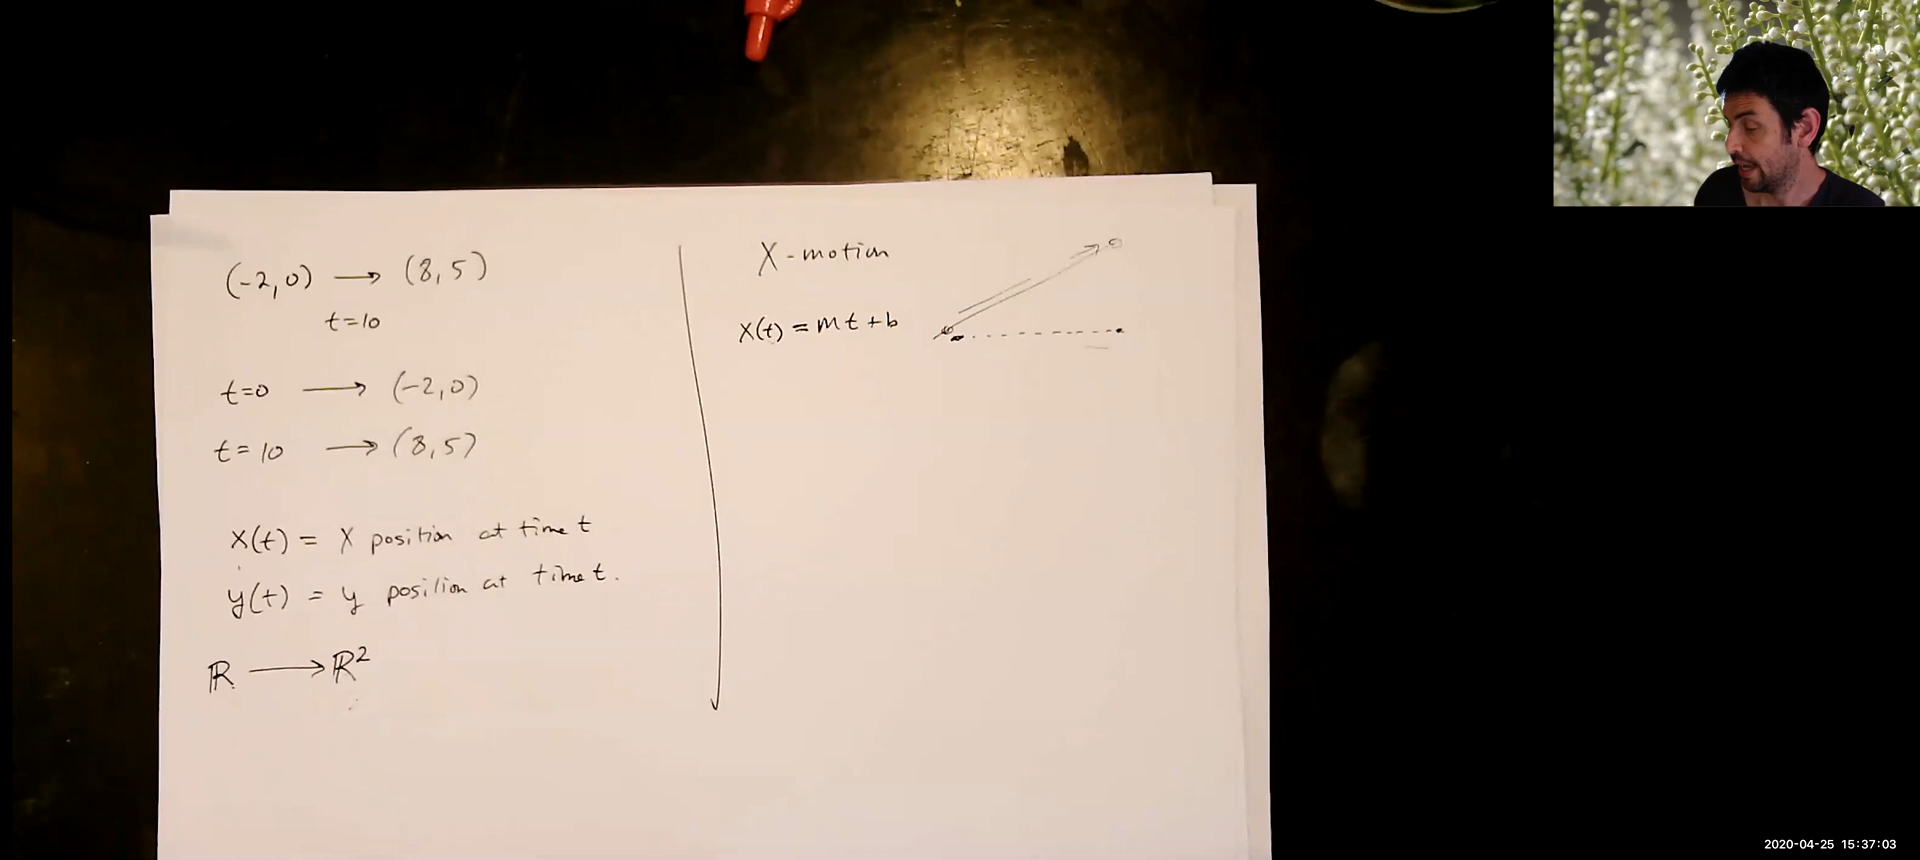 (-2,0) → (8,5)
t=10
t=0 → (-2,0)
t=10 → (8,5)
x(t) = x position at time t
y(t) = y position at time t.
ℝ → ℝ²
X-motion
x(t) = mt+b
2020-04-25 15:37:03